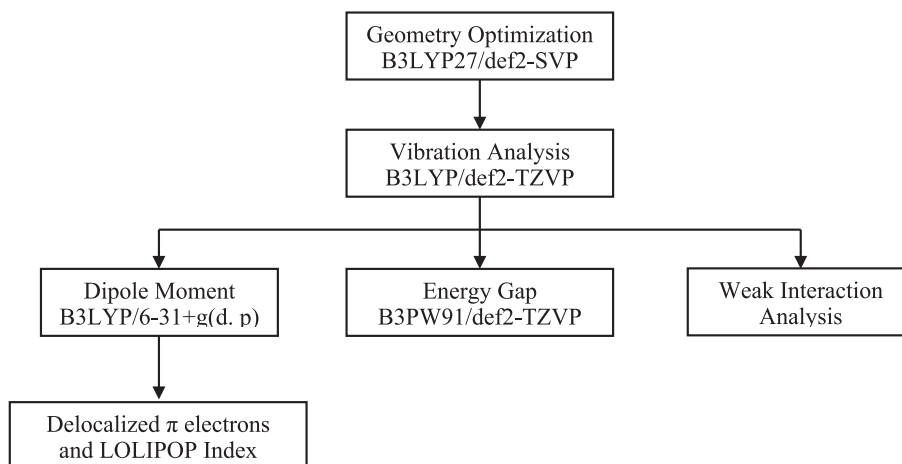 Geometry Optimization
B3LYP27/def2-SVP
Vibration Analysis
B3LYP/def2-TZVP
Dipole Moment
B3LYP/6-31+g(d. p)
Energy Gap
B3PW91/def2-TZVP
Weak Interaction
Analysis
Delocalized π electrons
and LOLIPOP Index